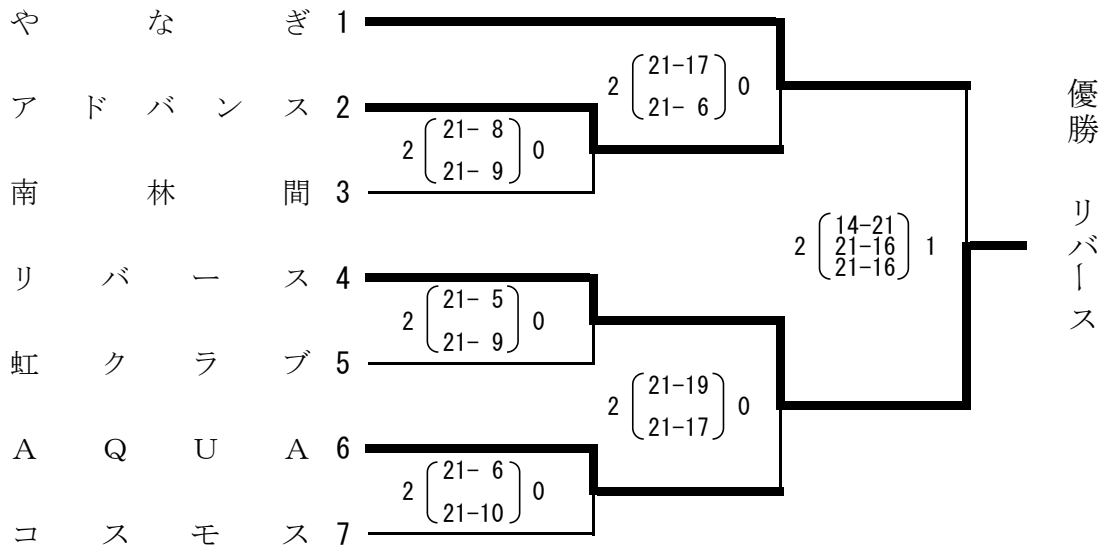 やなぎ 1
2 21-17 0
21- 6
アドバンス 2
2 21- 8 0
21- 9
南林間 3
優勝 リバース
2 14-21 1
21-16
21-16
リバース 4
2 21- 5 0
21- 9
虹クラブ 5
2 21-19 0
21-17
AQUA 6
2 21- 6 0
21-10
コスモス 7